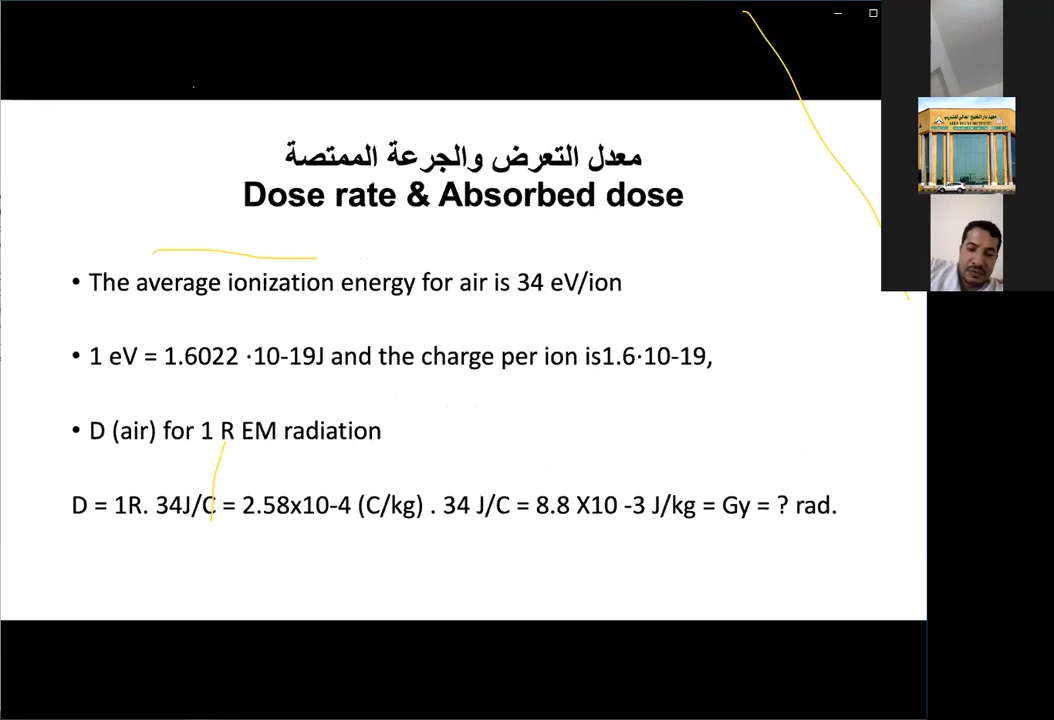 معدل التعرض والجرعة الممتصة
Dose rate & Absorbed dose
• The average ionization energy for air is 34 eV/ion
• 1 eV = 1.6022 ·10-19J and the charge per ion is1.6·10-19,
• D (air) for 1 R EM radiation
D = 1R. 34J/C = 2.58x10-4 (C/kg) . 34 J/C = 8.8 X10 -3 J/kg = Gy = ? rad.